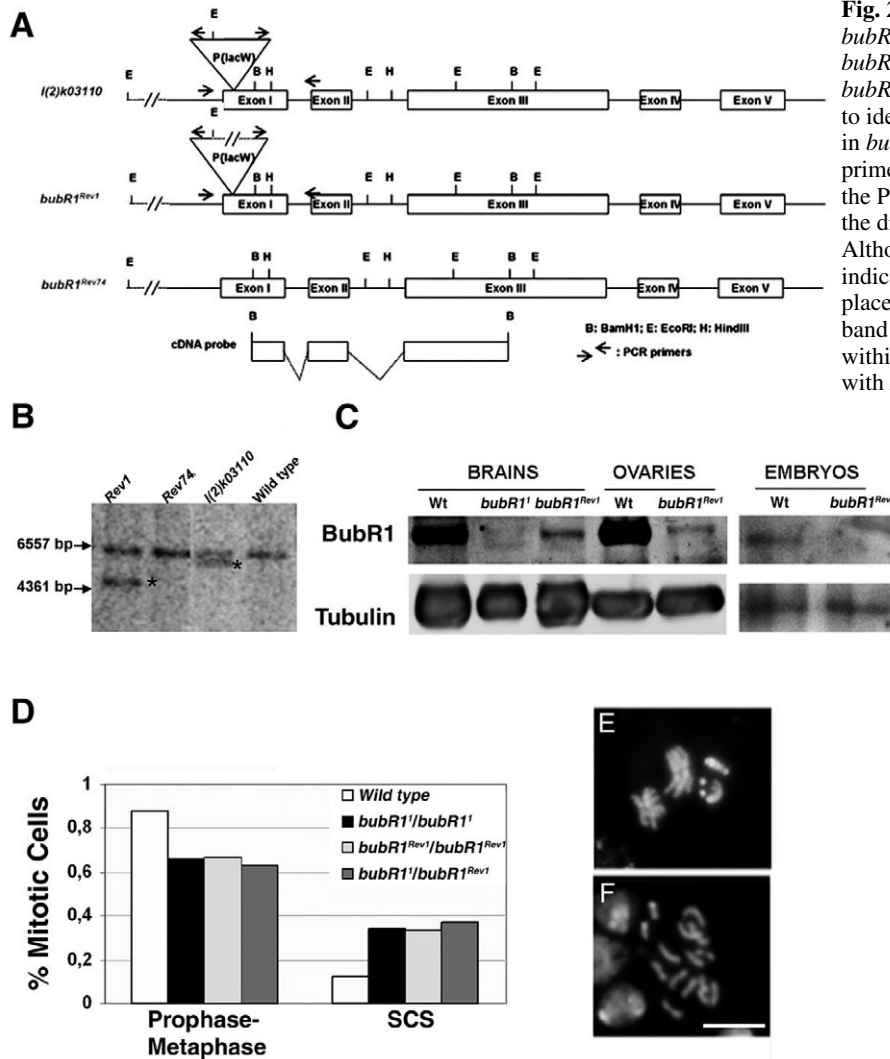 A
E
P{lacW}
E
B H
E H
E
B E
l(2)k03110
Exon I
Exon II
Exon III
Exon IV
Exon V
E
P{lacW}
E
B H
E H
E
B E
bubR1Rev1
Exon I
Exon II
Exon III
Exon IV
Exon V
E
B H
E H
E
B E
bubR1Rev74
Exon I
Exon II
Exon III
Exon IV
Exon V
B
B
B: BamH1; E: EcoRI; H: HindIII
cDNA probe
: PCR primers
Fig. 2
bubR
bubR
bubR
to ide
in bu
prime
the P
the di
Altho
indic
place
band
withi
with
B
Rev1
Rev74
l(2)k03110
Wild type
6557 bp
4361 bp
*
*
C
BRAINS
OVARIES
EMBRYOS
Wt
bubR1¹
bubR1Rev1
Wt
bubR1Rev1
Wt
bubR1Rev
BubR1
Tubulin
D
% Mitotic Cells
1
0,8
0,6
0,4
0,2
0
Wild type
bubR1¹/bubR1¹
bubR1Rev1/bubR1Rev1
bubR1¹/bubR1Rev1
Prophase-
Metaphase
SCS
E
F